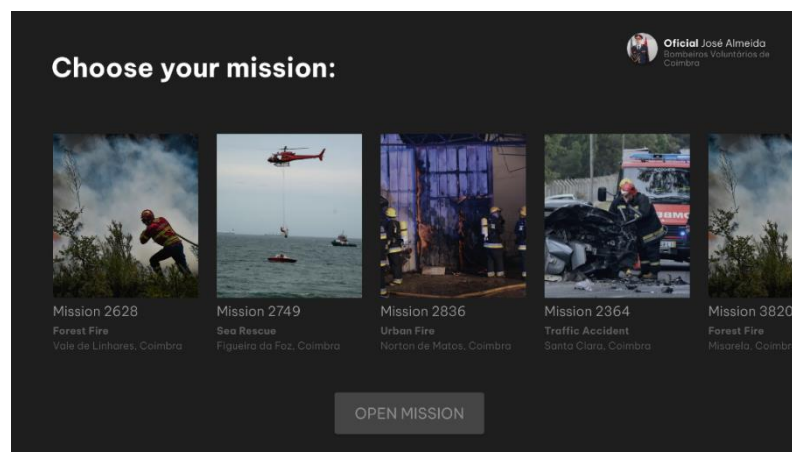 Choose your mission:
Oficial José Almeida
Bombeiros Voluntários de
Coimbra
Mission 2628
Forest Fire
Vale de Linhares, Coimbra
Mission 2749
Sea Rescue
Figueira da Foz, Coimbra
Mission 2836
Urban Fire
Norton de Matos, Coimbra
Mission 2364
Traffic Accident
Santa Clara, Coimbra
Mission 3820
Forest Fire
Misarela, Coimbr
OPEN MISSION